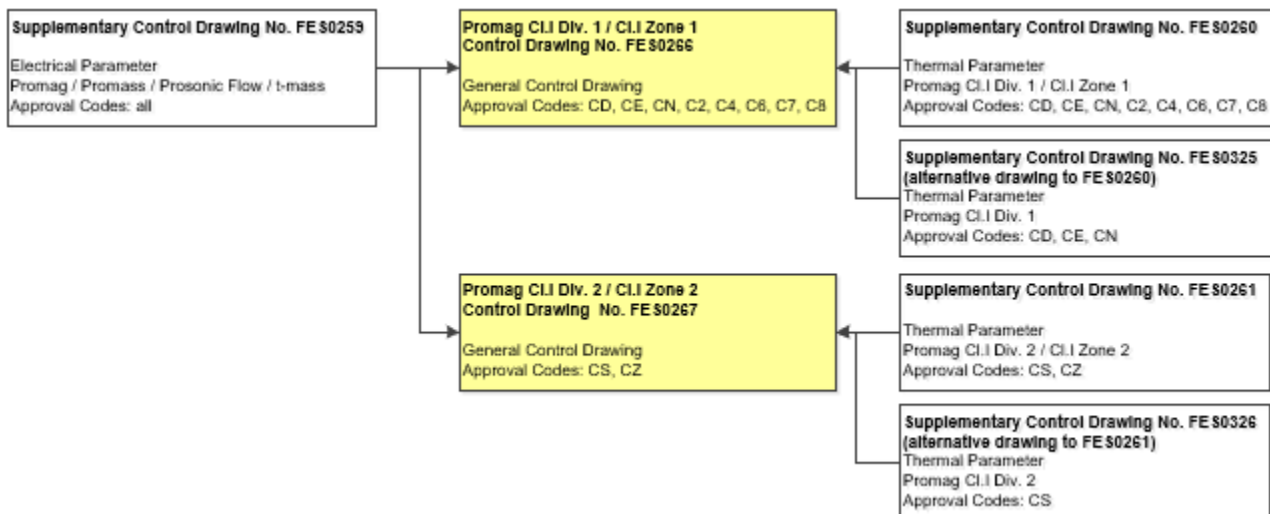 Supplementary Control Drawing No. FES0259
Electrical Parameter
Promag / Promass / Prosonic Flow / t-mass
Approval Codes: all
Promag Cl.I Div. 1 / Cl.I Zone 1
Control Drawing No. FES0266
General Control Drawing
Approval Codes: CD, CE, CN, C2, C4, C6, C7, C8
Supplementary Control Drawing No. FES0260
Thermal Parameter
Promag Cl.I Div. 1 / Cl.I Zone 1
Approval Codes: CD, CE, CN, C2, C4, C6, C7, C8
Supplementary Control Drawing No. FES0325
(alternative drawing to FES0260)
Thermal Parameter
Promag Cl.I Div. 1
Approval Codes: CD, CE, CN
Promag Cl.I Div. 2 / Cl.I Zone 2
Control Drawing No. FES0267
General Control Drawing
Approval Codes: CS, CZ
Supplementary Control Drawing No. FES0261
Thermal Parameter
Promag Cl.I Div. 2 / Cl.I Zone 2
Approval Codes: CS, CZ
Supplementary Control Drawing No. FES0326
(alternative drawing to FES0261)
Thermal Parameter
Promag Cl.I Div. 2
Approval Codes: CS